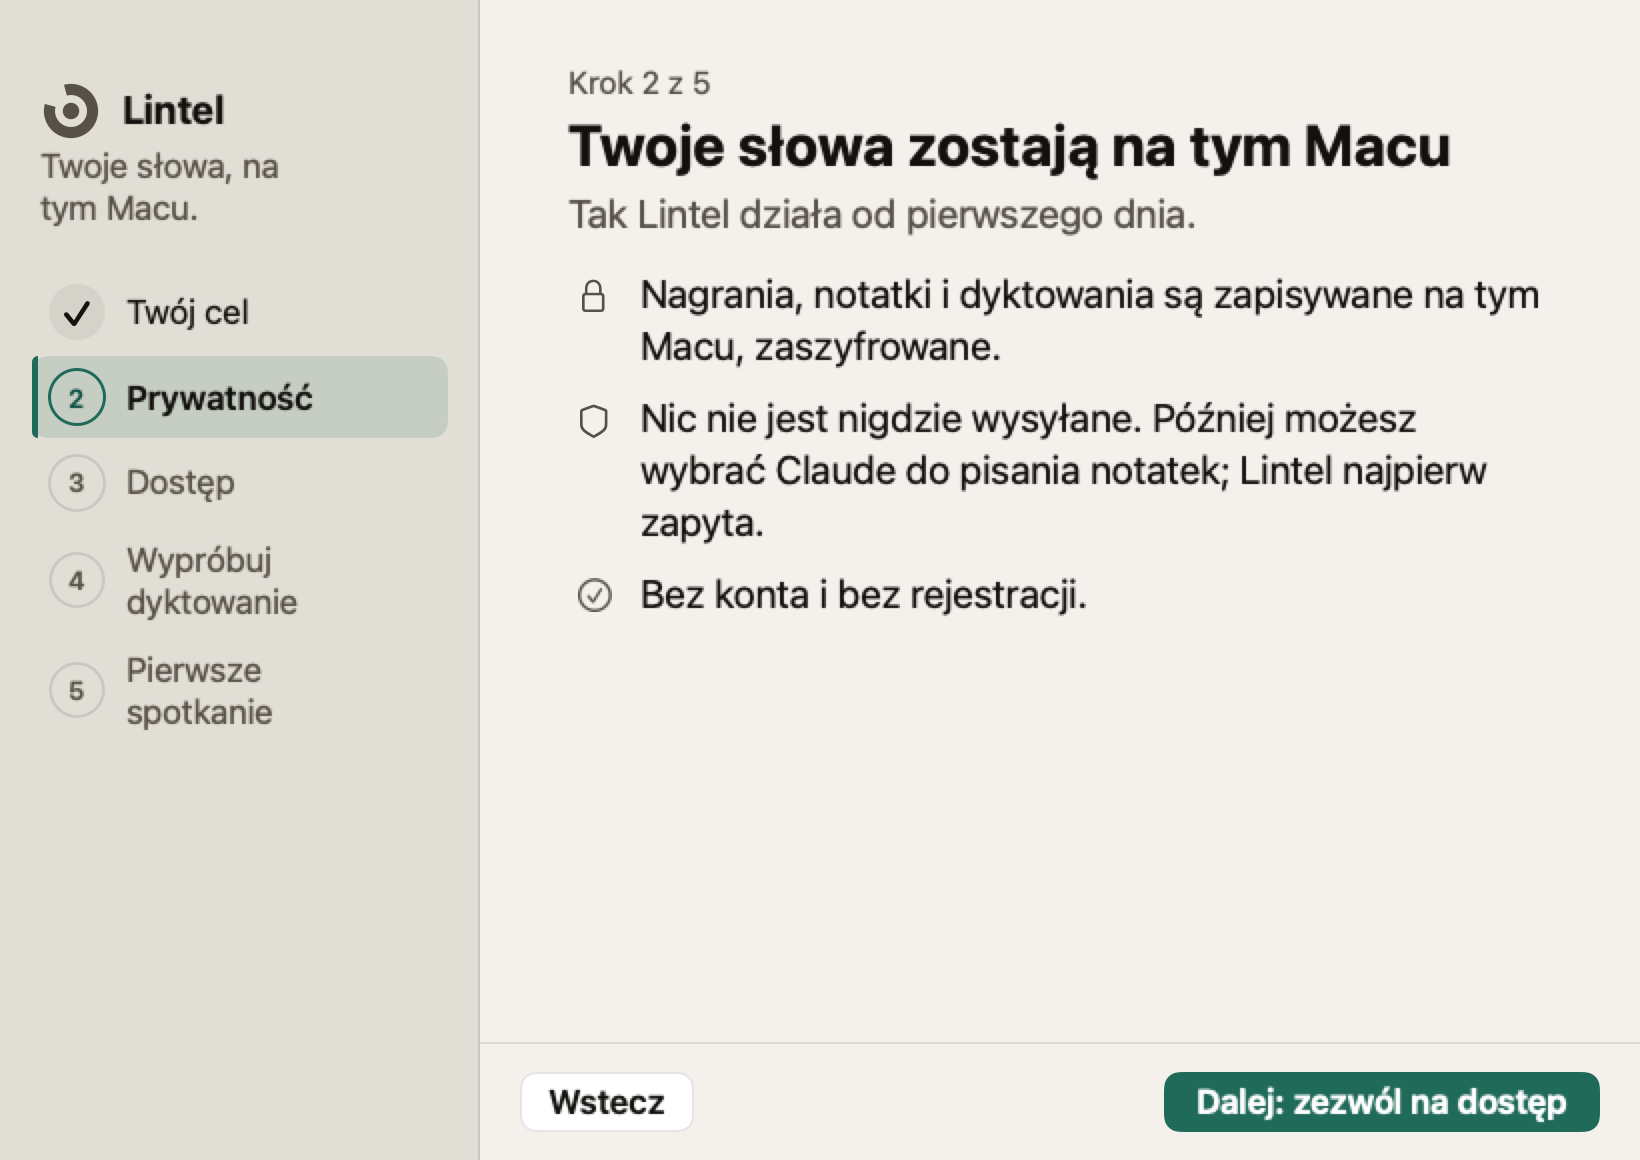 Lintel
Twoje słowa, na
tym Macu.
Twój cel
2 Prywatność
3 Dostęp
4 Wypróbuj
dyktowanie
5 Pierwsze
spotkanie
Krok 2 z 5
Twoje słowa zostają na tym Macu
Tak Lintel działa od pierwszego dnia.
Nagrania, notatki i dyktowania są zapisywane na tym
Macu, zaszyfrowane.
Nic nie jest nigdzie wysyłane. Później możesz
wybrać Claude do pisania notatek; Lintel najpierw
zapyta.
Bez konta i bez rejestracji.
Wstecz
Dalej: zezwól na dostęp